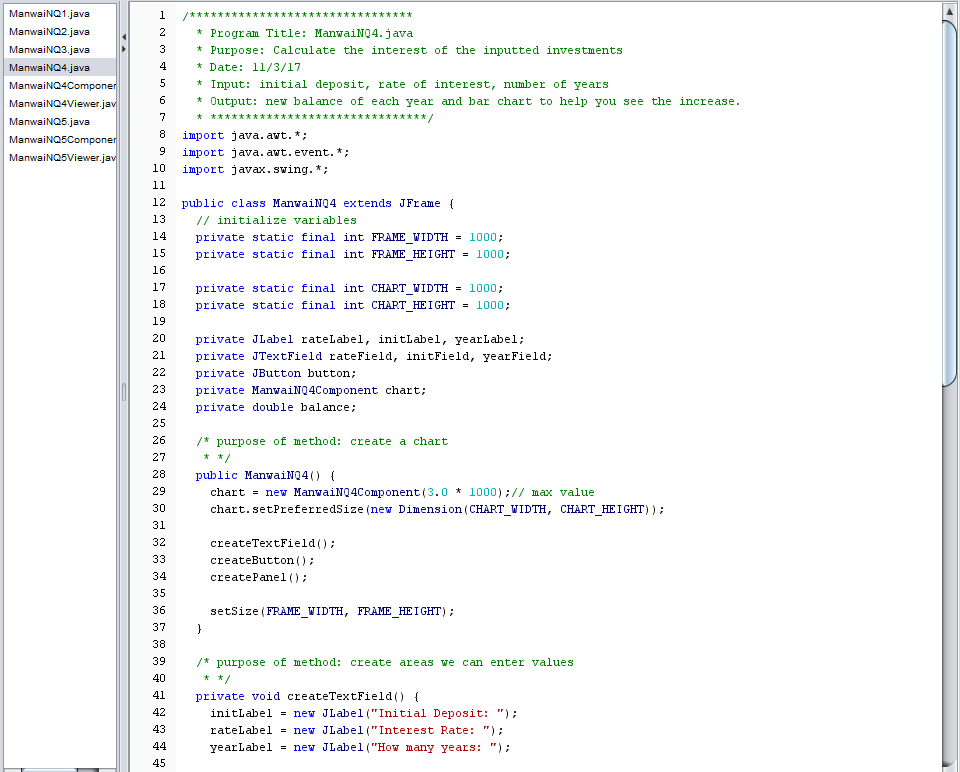 ManwaiNQ1.java
ManwaiNQ2.java
ManwaiNQ3.java
ManwaiNQ4.java
ManwaiNQ4Componer
ManwaiNQ4Viewer.jav
ManwaiNQ5.java
ManwaiNQ5Componer
ManwaiNQ5Viewer.jav
1 /********************************
2 * Program Title: ManwaiNQ4.java
3 * Purpose: Calculate the interest of the inputted investments
4 * Date: 11/3/17
5 * Input: initial deposit, rate of interest, number of years
6 * Output: new balance of each year and bar chart to help you see the increase.
7 * *******************************/
8 import java.awt.*;
9 import java.awt.event.*;
10 import javax.swing.*;
11
12 public class ManwaiNQ4 extends JFrame {
13 // initialize variables
14 private static final int FRAME_WIDTH = 1000;
15 private static final int FRAME_HEIGHT = 1000;
16
17 private static final int CHART_WIDTH = 1000;
18 private static final int CHART_HEIGHT = 1000;
19
20 private JLabel rateLabel, initLabel, yearLabel;
21 private JTextField rateField, initField, yearField;
22 private JButton button;
23 private ManwaiNQ4Component chart;
24 private double balance;
25
26 /* purpose of method: create a chart
27 * */
28 public ManwaiNQ4() {
29 chart = new ManwaiNQ4Component(3.0 * 1000);// max value
30 chart.setPreferredSize(new Dimension(CHART_WIDTH, CHART_HEIGHT));
31
32 createTextField();
33 createButton();
34 createPanel();
35
36 setSize(FRAME_WIDTH, FRAME_HEIGHT);
37 }
38
39 /* purpose of method: create areas we can enter values
40 * */
41 private void createTextField() {
42 initLabel = new JLabel("Initial Deposit: ");
43 rateLabel = new JLabel("Interest Rate: ");
44 yearLabel = new JLabel("How many years: ");
45